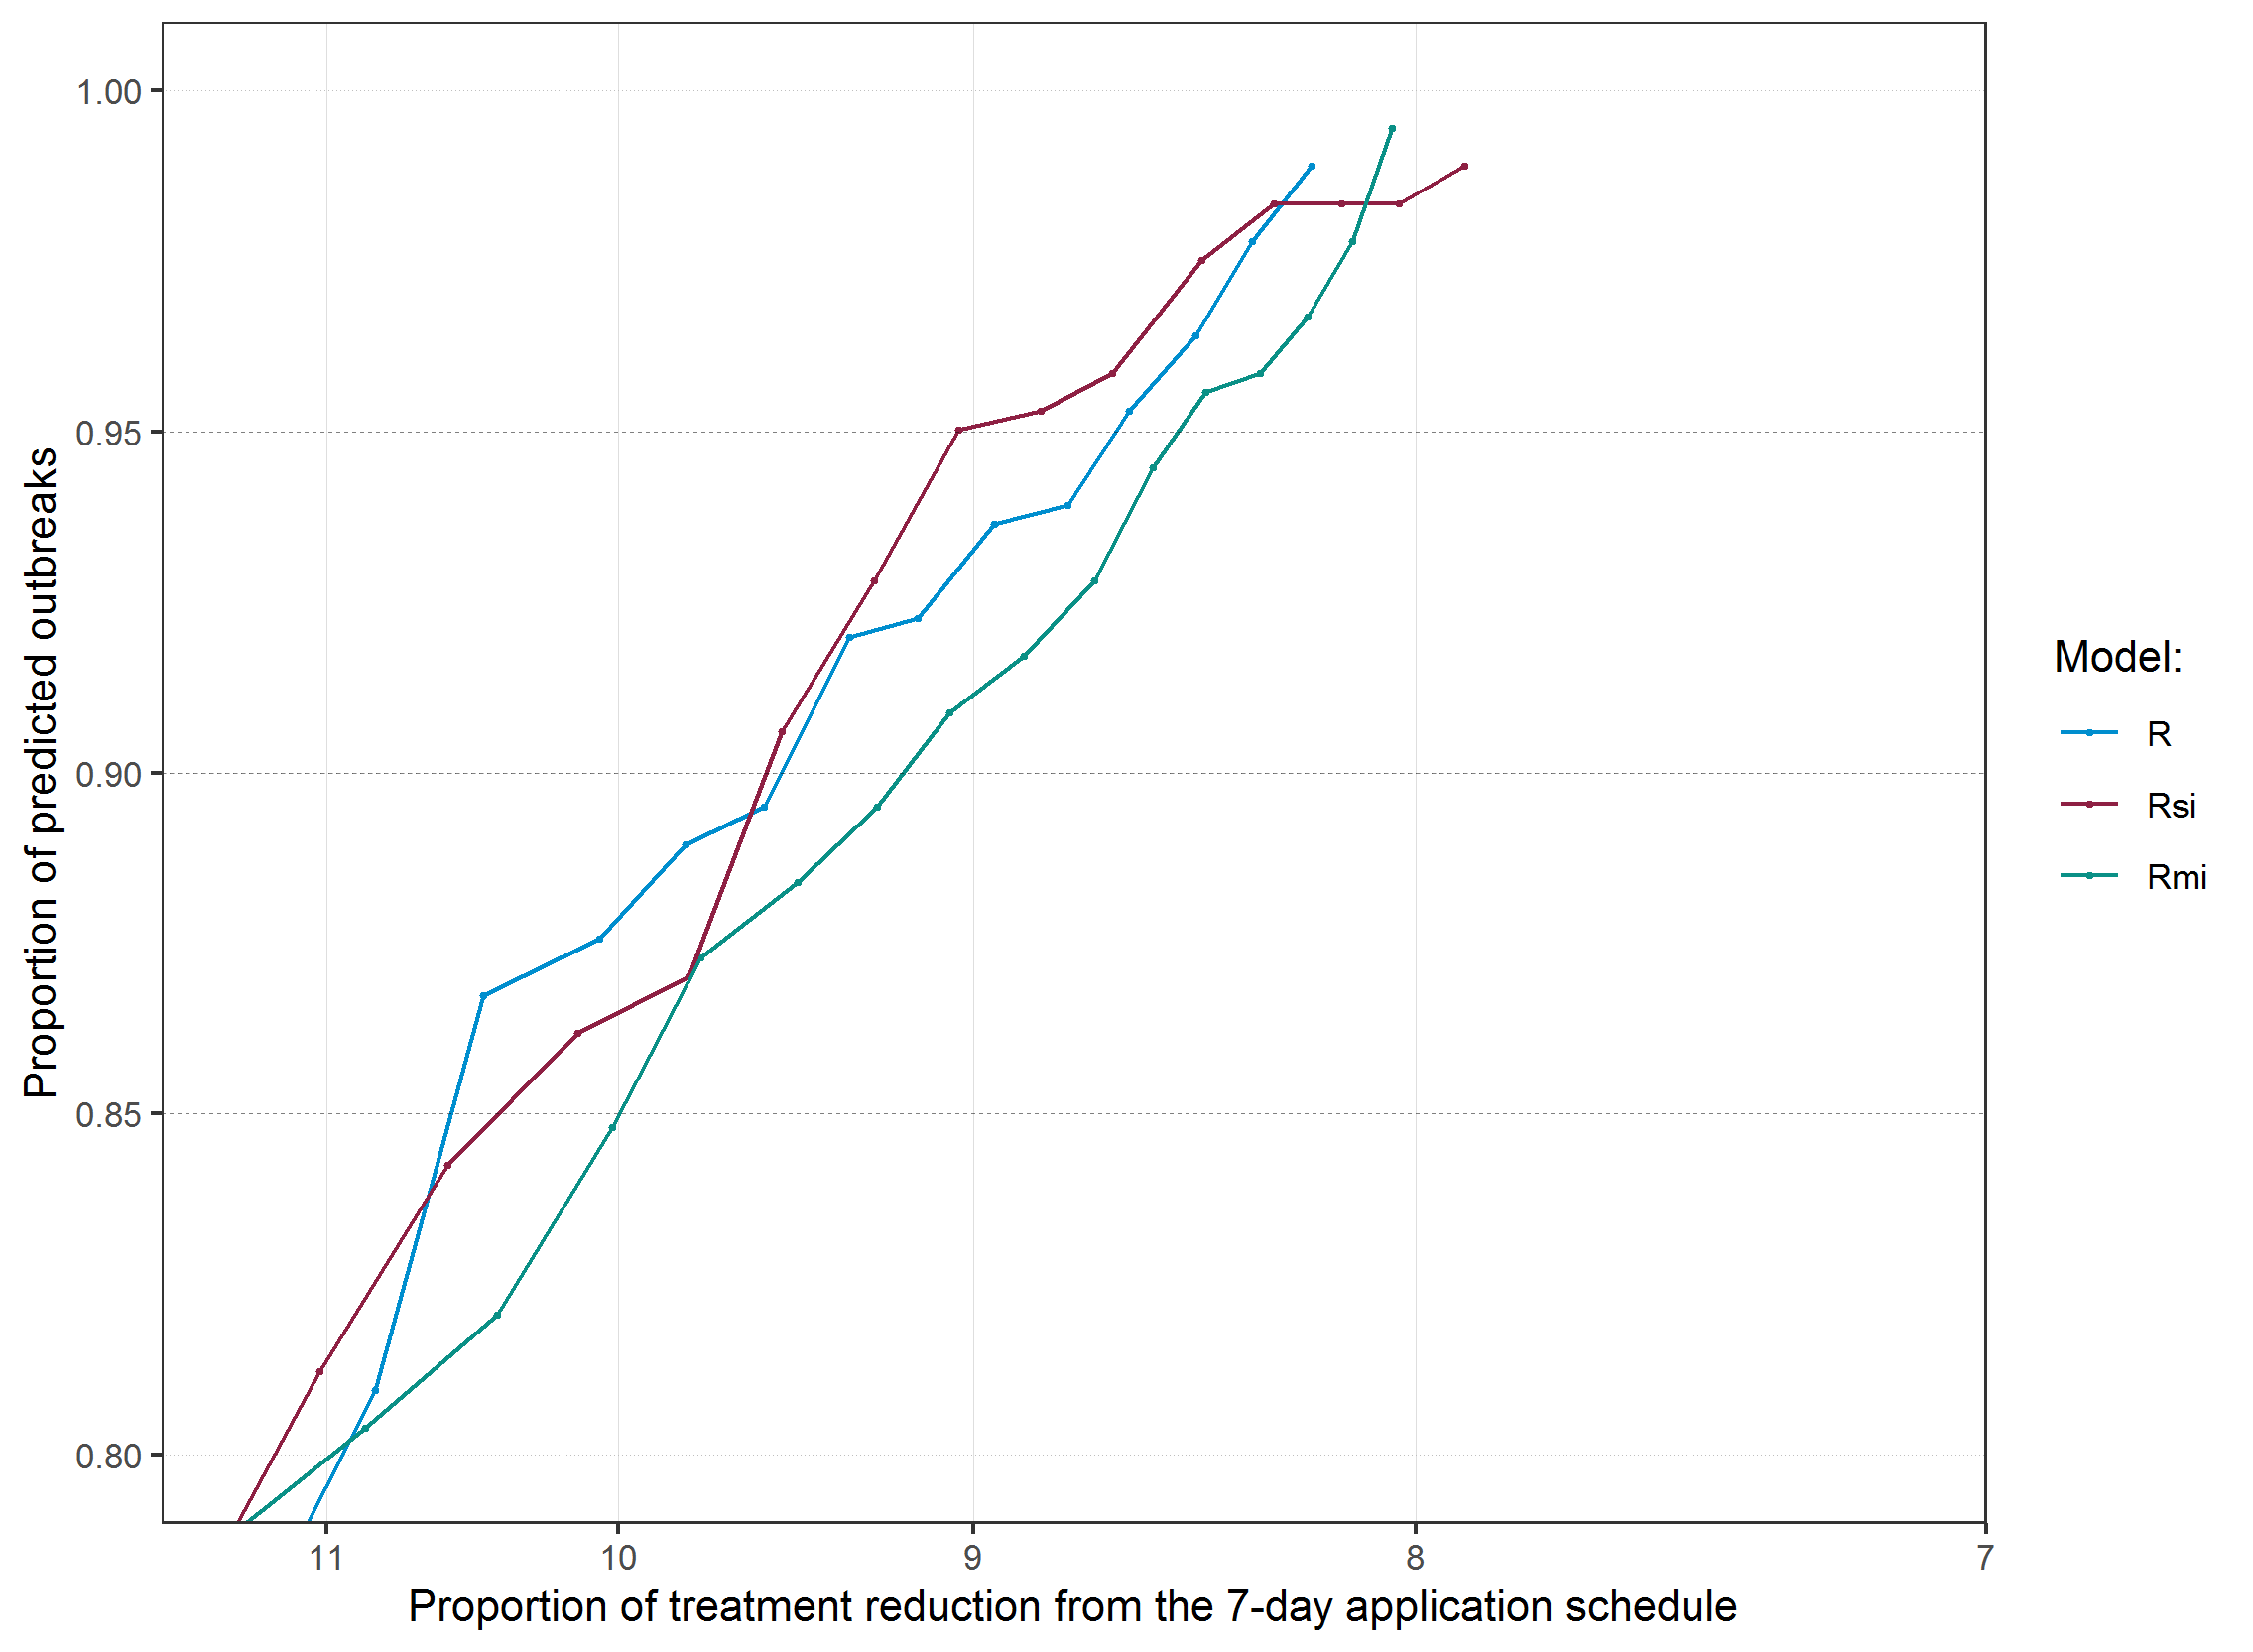 1.00
0.95
0.90
0.85
0.80
Proportion of predicted outbreaks
11 10 9 8 7
Proportion of treatment reduction from the 7-day application schedule
Model:
R
Rsi
Rmi